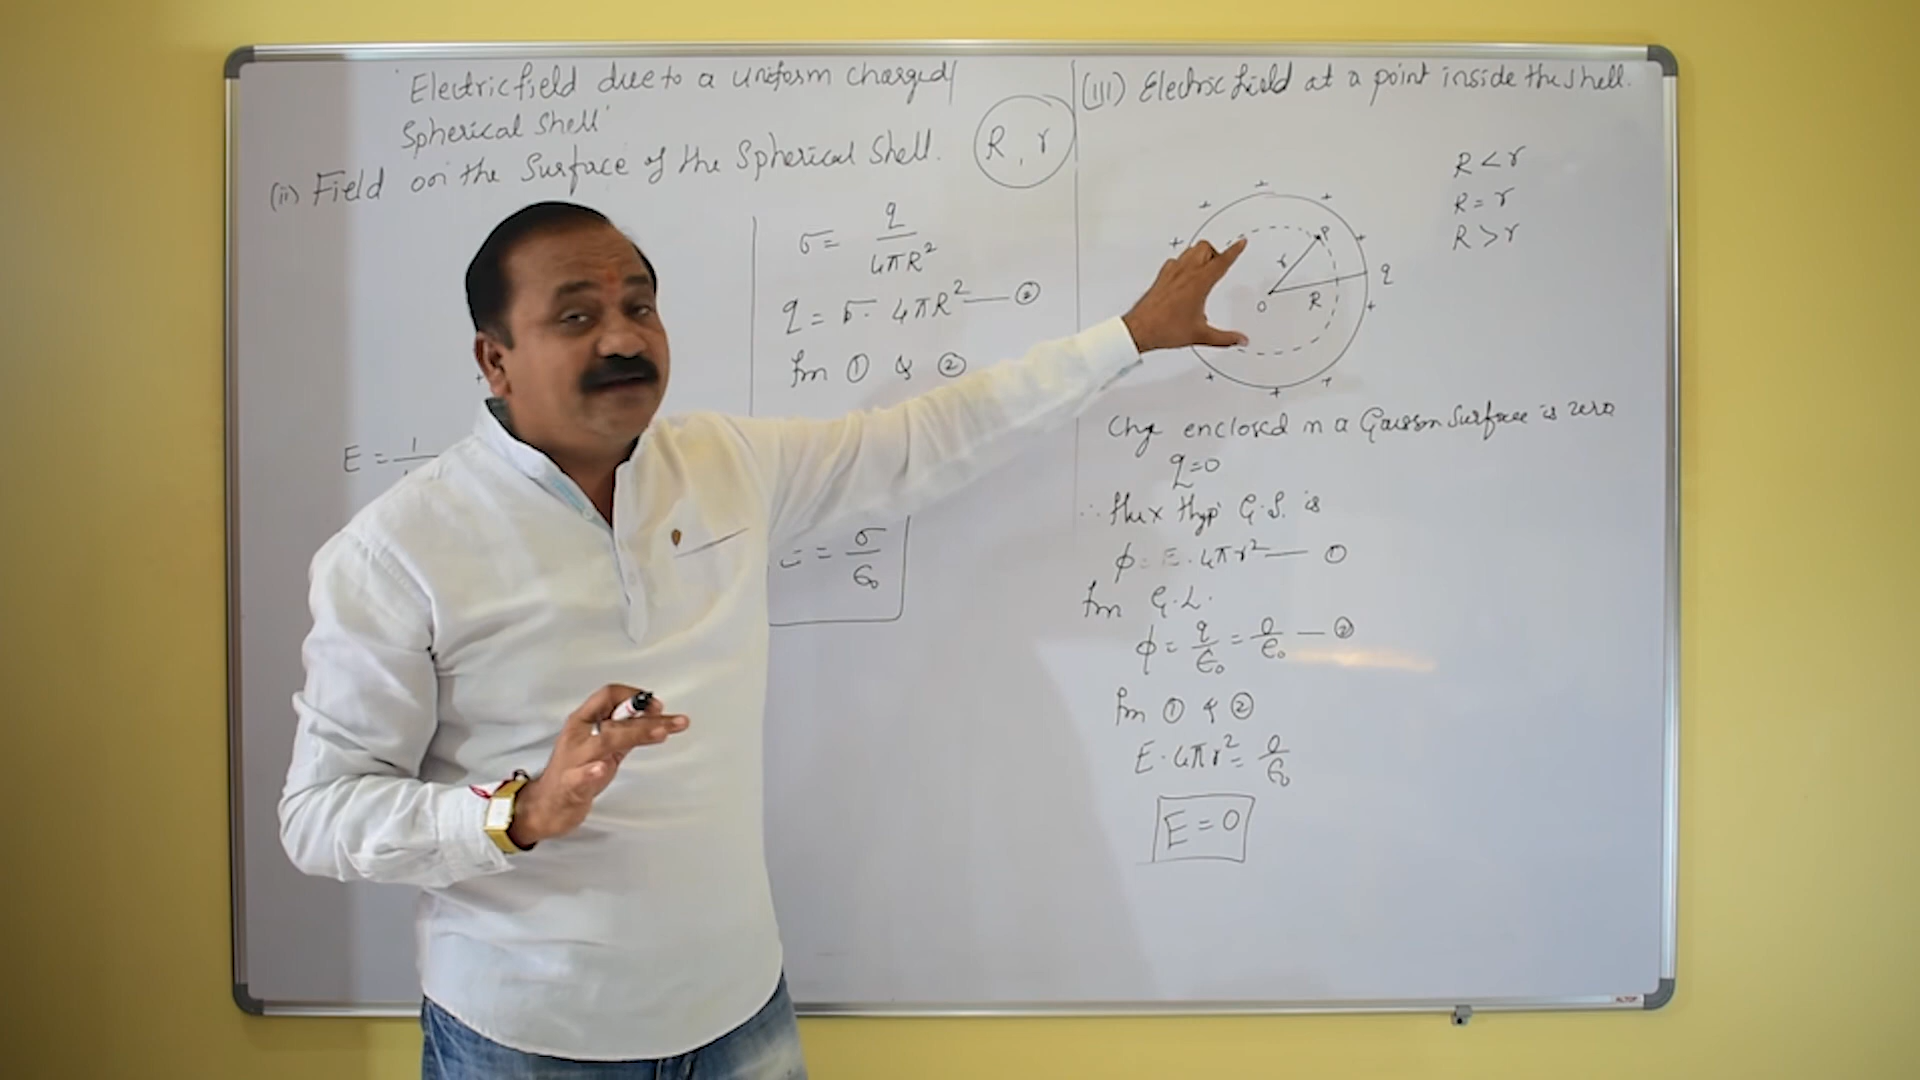 Electric field due to a uniform charged
Spherical Shell
(ii) Field on the Surface of the Spherical Shell.
R, r
σ = q / 4πR²
q = σ · 4πR² — ②
fm ① & ②
E = 1
= σ / ϵ₀
(iii) Electric field at a point inside the shell.
R < r
R = r
R > r
+ + + + + + + + +
P
r
q
O
R
Chg enclosed in a Gaussian Surface is zero
q=0
∴ flux thro' G.S. is
ϕ = E · 4πr² — ①
fm G.L.
ϕ = q/ϵ₀ = 0/ϵ₀ — ②
fm ① & ②
E · 4πr² = 0/ϵ₀
E = 0